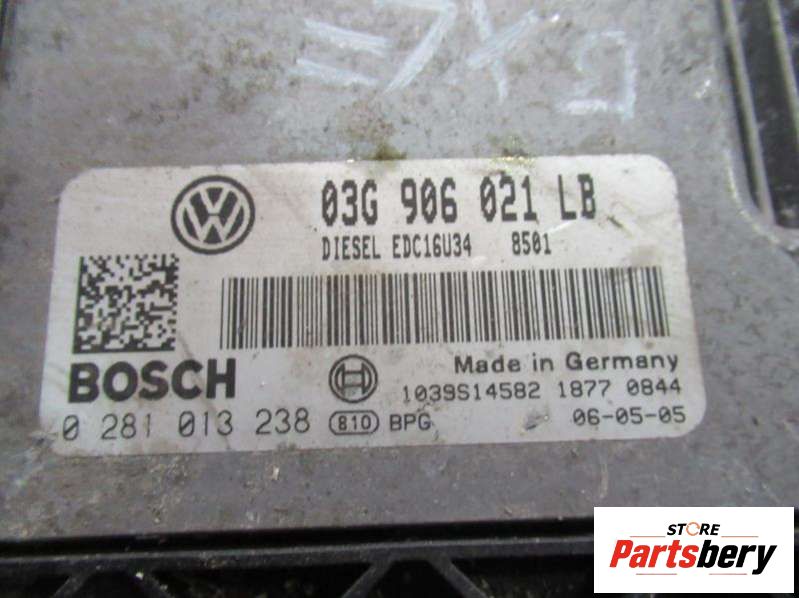 03G 906 021 LB
DIESEL EDC16U34 8501
BOSCH
Made in Germany
1039S14582 1877 0844
0 281 013 238 810 BPG 06-05-05
STORE
Partsbery